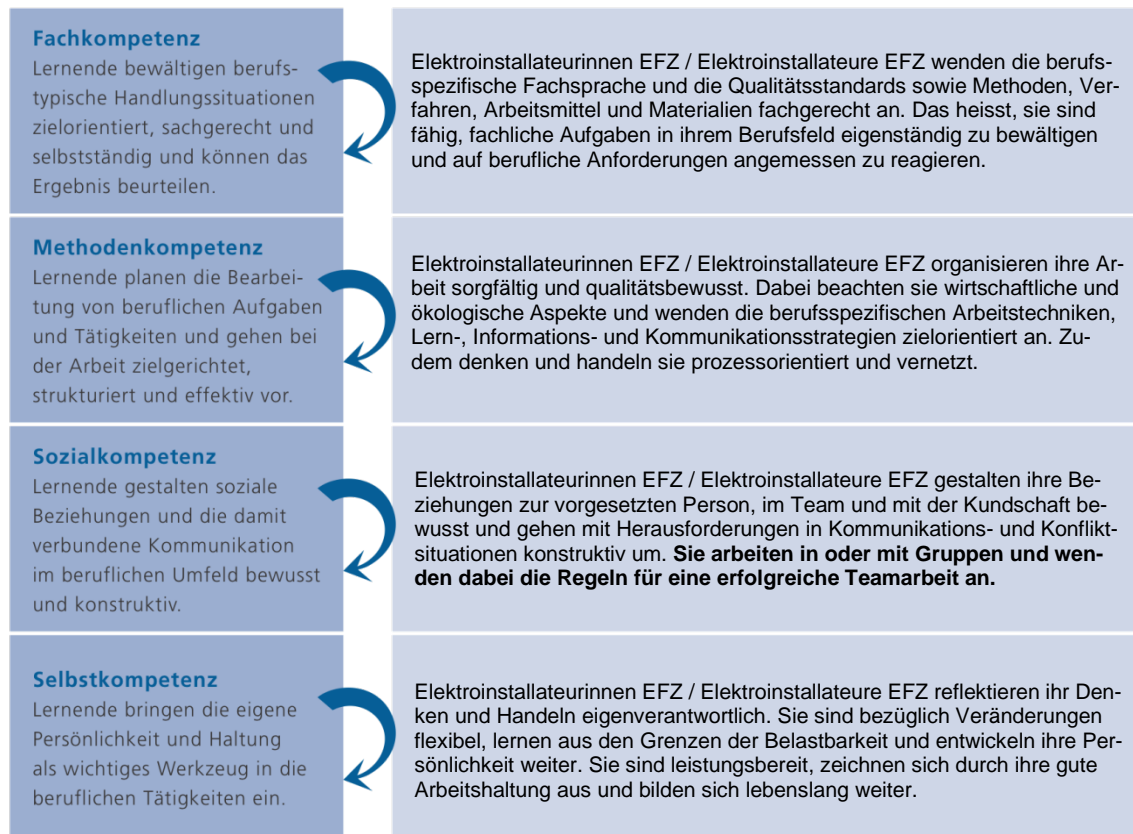 Fachkompetenz
Lernende bewältigen berufs-
typische Handlungssituationen
zielorientiert, sachgerecht und
selbstständig und können das
Ergebnis beurteilen.
Elektroinstallateurinnen EFZ / Elektroinstallateure EFZ wenden die berufs-
spezifische Fachsprache und die Qualitätsstandards sowie Methoden, Ver-
fahren, Arbeitsmittel und Materialien fachgerecht an. Das heisst, sie sind
fähig, fachliche Aufgaben in ihrem Berufsfeld eigenständig zu bewältigen
und auf berufliche Anforderungen angemessen zu reagieren.
Methodenkompetenz
Lernende planen die Bearbei-
tung von beruflichen Aufgaben
und Tätigkeiten und gehen bei
der Arbeit zielgerichtet,
strukturiert und effektiv vor.
Elektroinstallateurinnen EFZ / Elektroinstallateure EFZ organisieren ihre Ar-
beit sorgfältig und qualitätsbewusst. Dabei beachten sie wirtschaftliche und
ökologische Aspekte und wenden die berufsspezifischen Arbeitstechniken,
Lern-, Informations- und Kommunikationsstrategien zielorientiert an. Zu-
dem denken und handeln sie prozessorientiert und vernetzt.
Sozialkompetenz
Lernende gestalten soziale
Beziehungen und die damit
verbundene Kommunikation
im beruflichen Umfeld bewusst
und konstruktiv.
Elektroinstallateurinnen EFZ / Elektroinstallateure EFZ gestalten ihre Be-
ziehungen zur vorgesetzten Person, im Team und mit der Kundschaft be-
wusst und gehen mit Herausforderungen in Kommunikations- und Konflikt-
situationen konstruktiv um. Sie arbeiten in oder mit Gruppen und wen-
den dabei die Regeln für eine erfolgreiche Teamarbeit an.
Selbstkompetenz
Lernende bringen die eigene
Persönlichkeit und Haltung
als wichtiges Werkzeug in die
beruflichen Tätigkeiten ein.
Elektroinstallateurinnen EFZ / Elektroinstallateure EFZ reflektieren ihr Den-
ken und Handeln eigenverantwortlich. Sie sind bezüglich Veränderungen
flexibel, lernen aus den Grenzen der Belastbarkeit und entwickeln ihre Per-
sönlichkeit weiter. Sie sind leistungsbereit, zeichnen sich durch ihre gute
Arbeitshaltung aus und bilden sich lebenslang weiter.